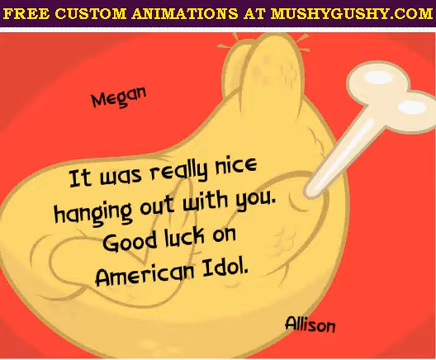 FREE CUSTOM ANIMATIONS AT MUSHYGUSHY.COM
Megan
It was really nice
hanging out with you.
Good luck on
American Idol.
Allison